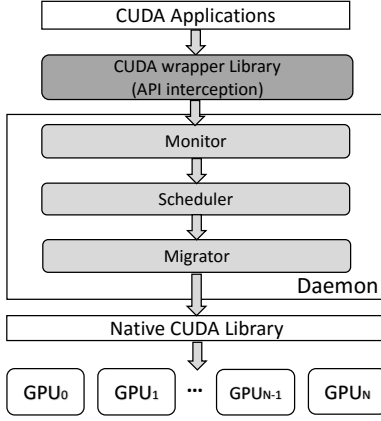 CUDA Applications
CUDA wrapper Library
(API interception)
Monitor
Scheduler
Migrator
Daemon
Native CUDA Library
GPU0 GPU1 ... GPUN-1 GPUN